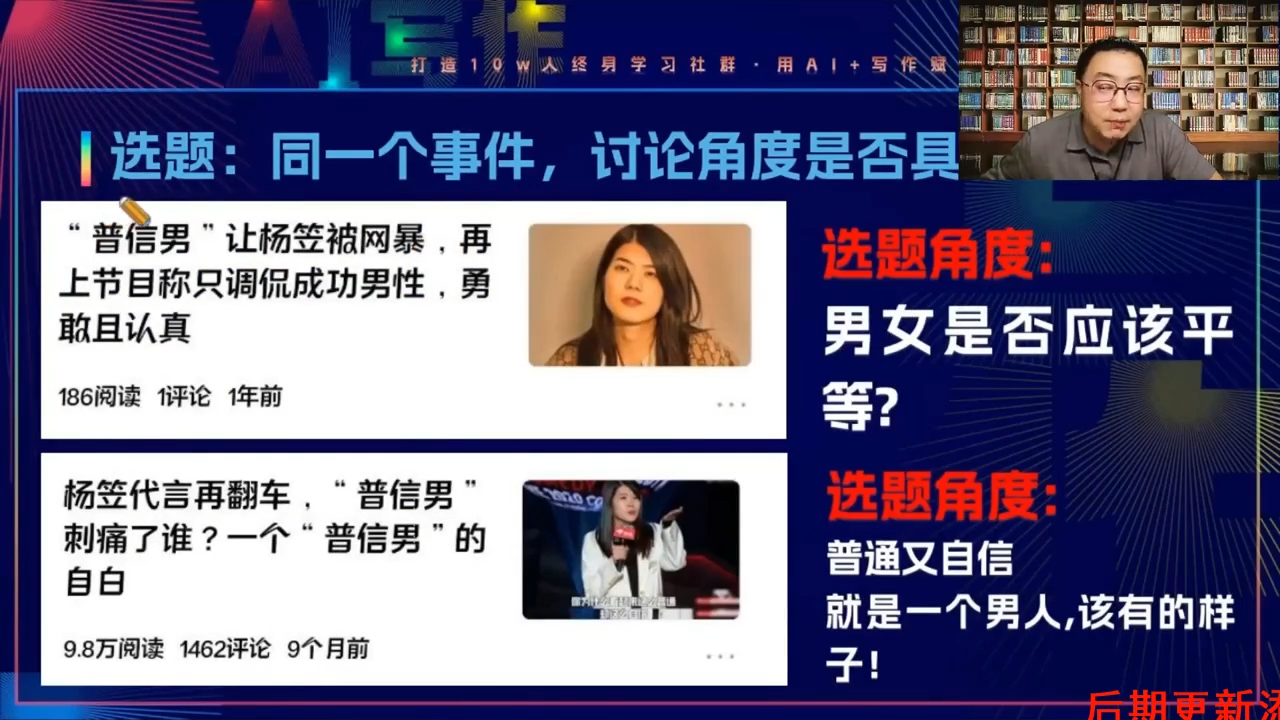 AI写作
打造10w人终身学习社群·用AI+写作赋
选题：同一个事件，讨论角度是否具
“普信男”让杨笠被网暴，再
上节目称只调侃成功男性，勇
敢且认真
186阅读 1评论 1年前
选题角度：
男女是否应该平
等?
杨笠代言再翻车，“普信男”
刺痛了谁？一个“普信男”的
自白
9.8万阅读 1462评论 9个月前
选题角度：
普通又自信
就是一个男人,该有的样
子！
后期更新添